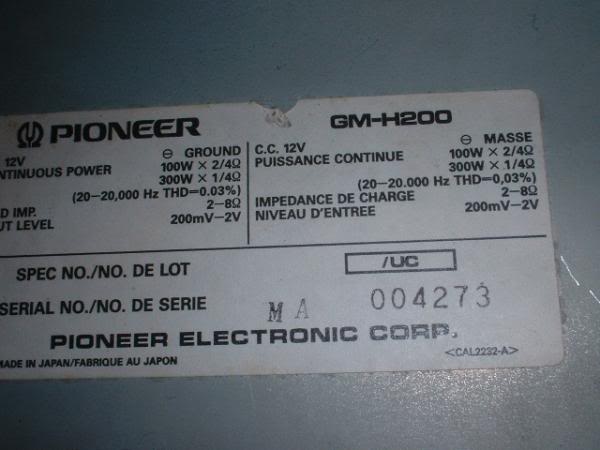 PIONEER GM-H200
12V ⊖ GROUND C.C. 12V ⊖ MASSE
NTINUOUS POWER 100W × 2/4Ω PUISSANCE CONTINUE 100W × 2/4Ω
300W × 1/4Ω 300W × 1/4Ω
(20–20,000 Hz THD=0.03%) (20–20.000 Hz THD=0,03%)
D IMP. 2–8Ω IMPEDANCE DE CHARGE 2–8Ω
UT LEVEL 200mV–2V NIVEAU D'ENTREE 200mV–2V
SPEC NO./NO. DE LOT /UC
SERIAL NO./NO. DE SERIE MA 004273
PIONEER ELECTRONIC CORP.
MADE IN JAPAN/FABRIQUE AU JAPON <CAL2232-A>